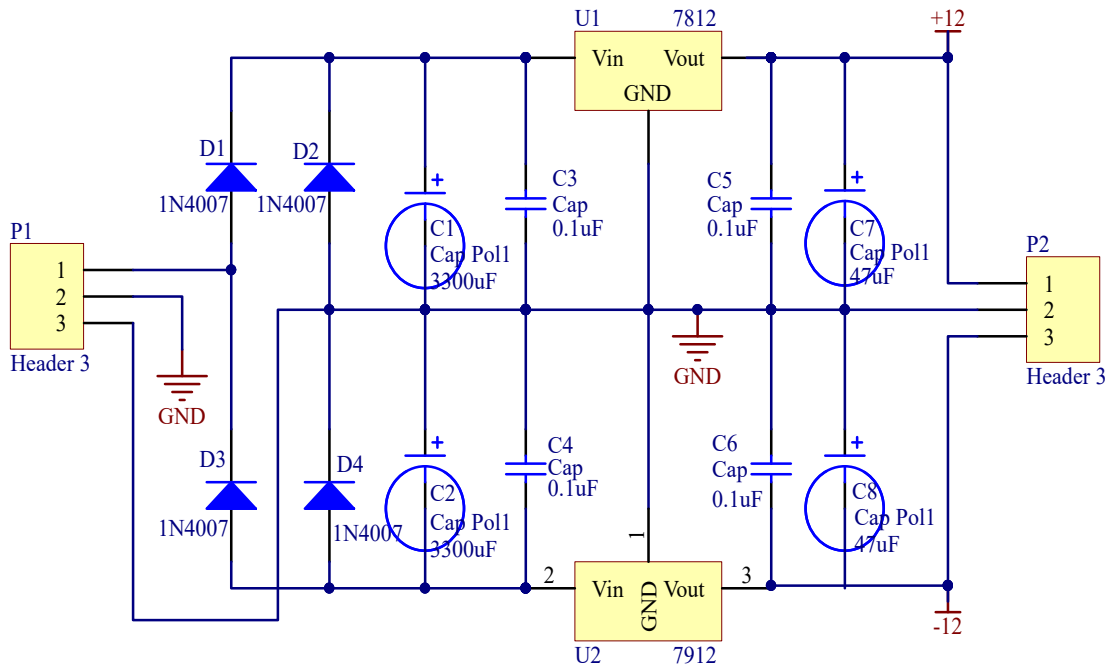 U1 7812
+12
Vin Vout
GND
D1
1N4007
D2
1N4007
+
C1
Cap Pol1
3300uF
C3
Cap
0.1uF
C5
Cap
0.1uF
+
C7
Cap Pol1
47uF
P1
1
2
3
Header 3
GND
GND
P2
1
2
3
Header 3
D3
1N4007
D4
1N4007
+
C2
Cap Pol1
3300uF
C4
Cap
0.1uF
C6
Cap
0.1uF
+
C8
Cap Pol1
47uF
1
2 Vin GND Vout 3
U2 7912
-12